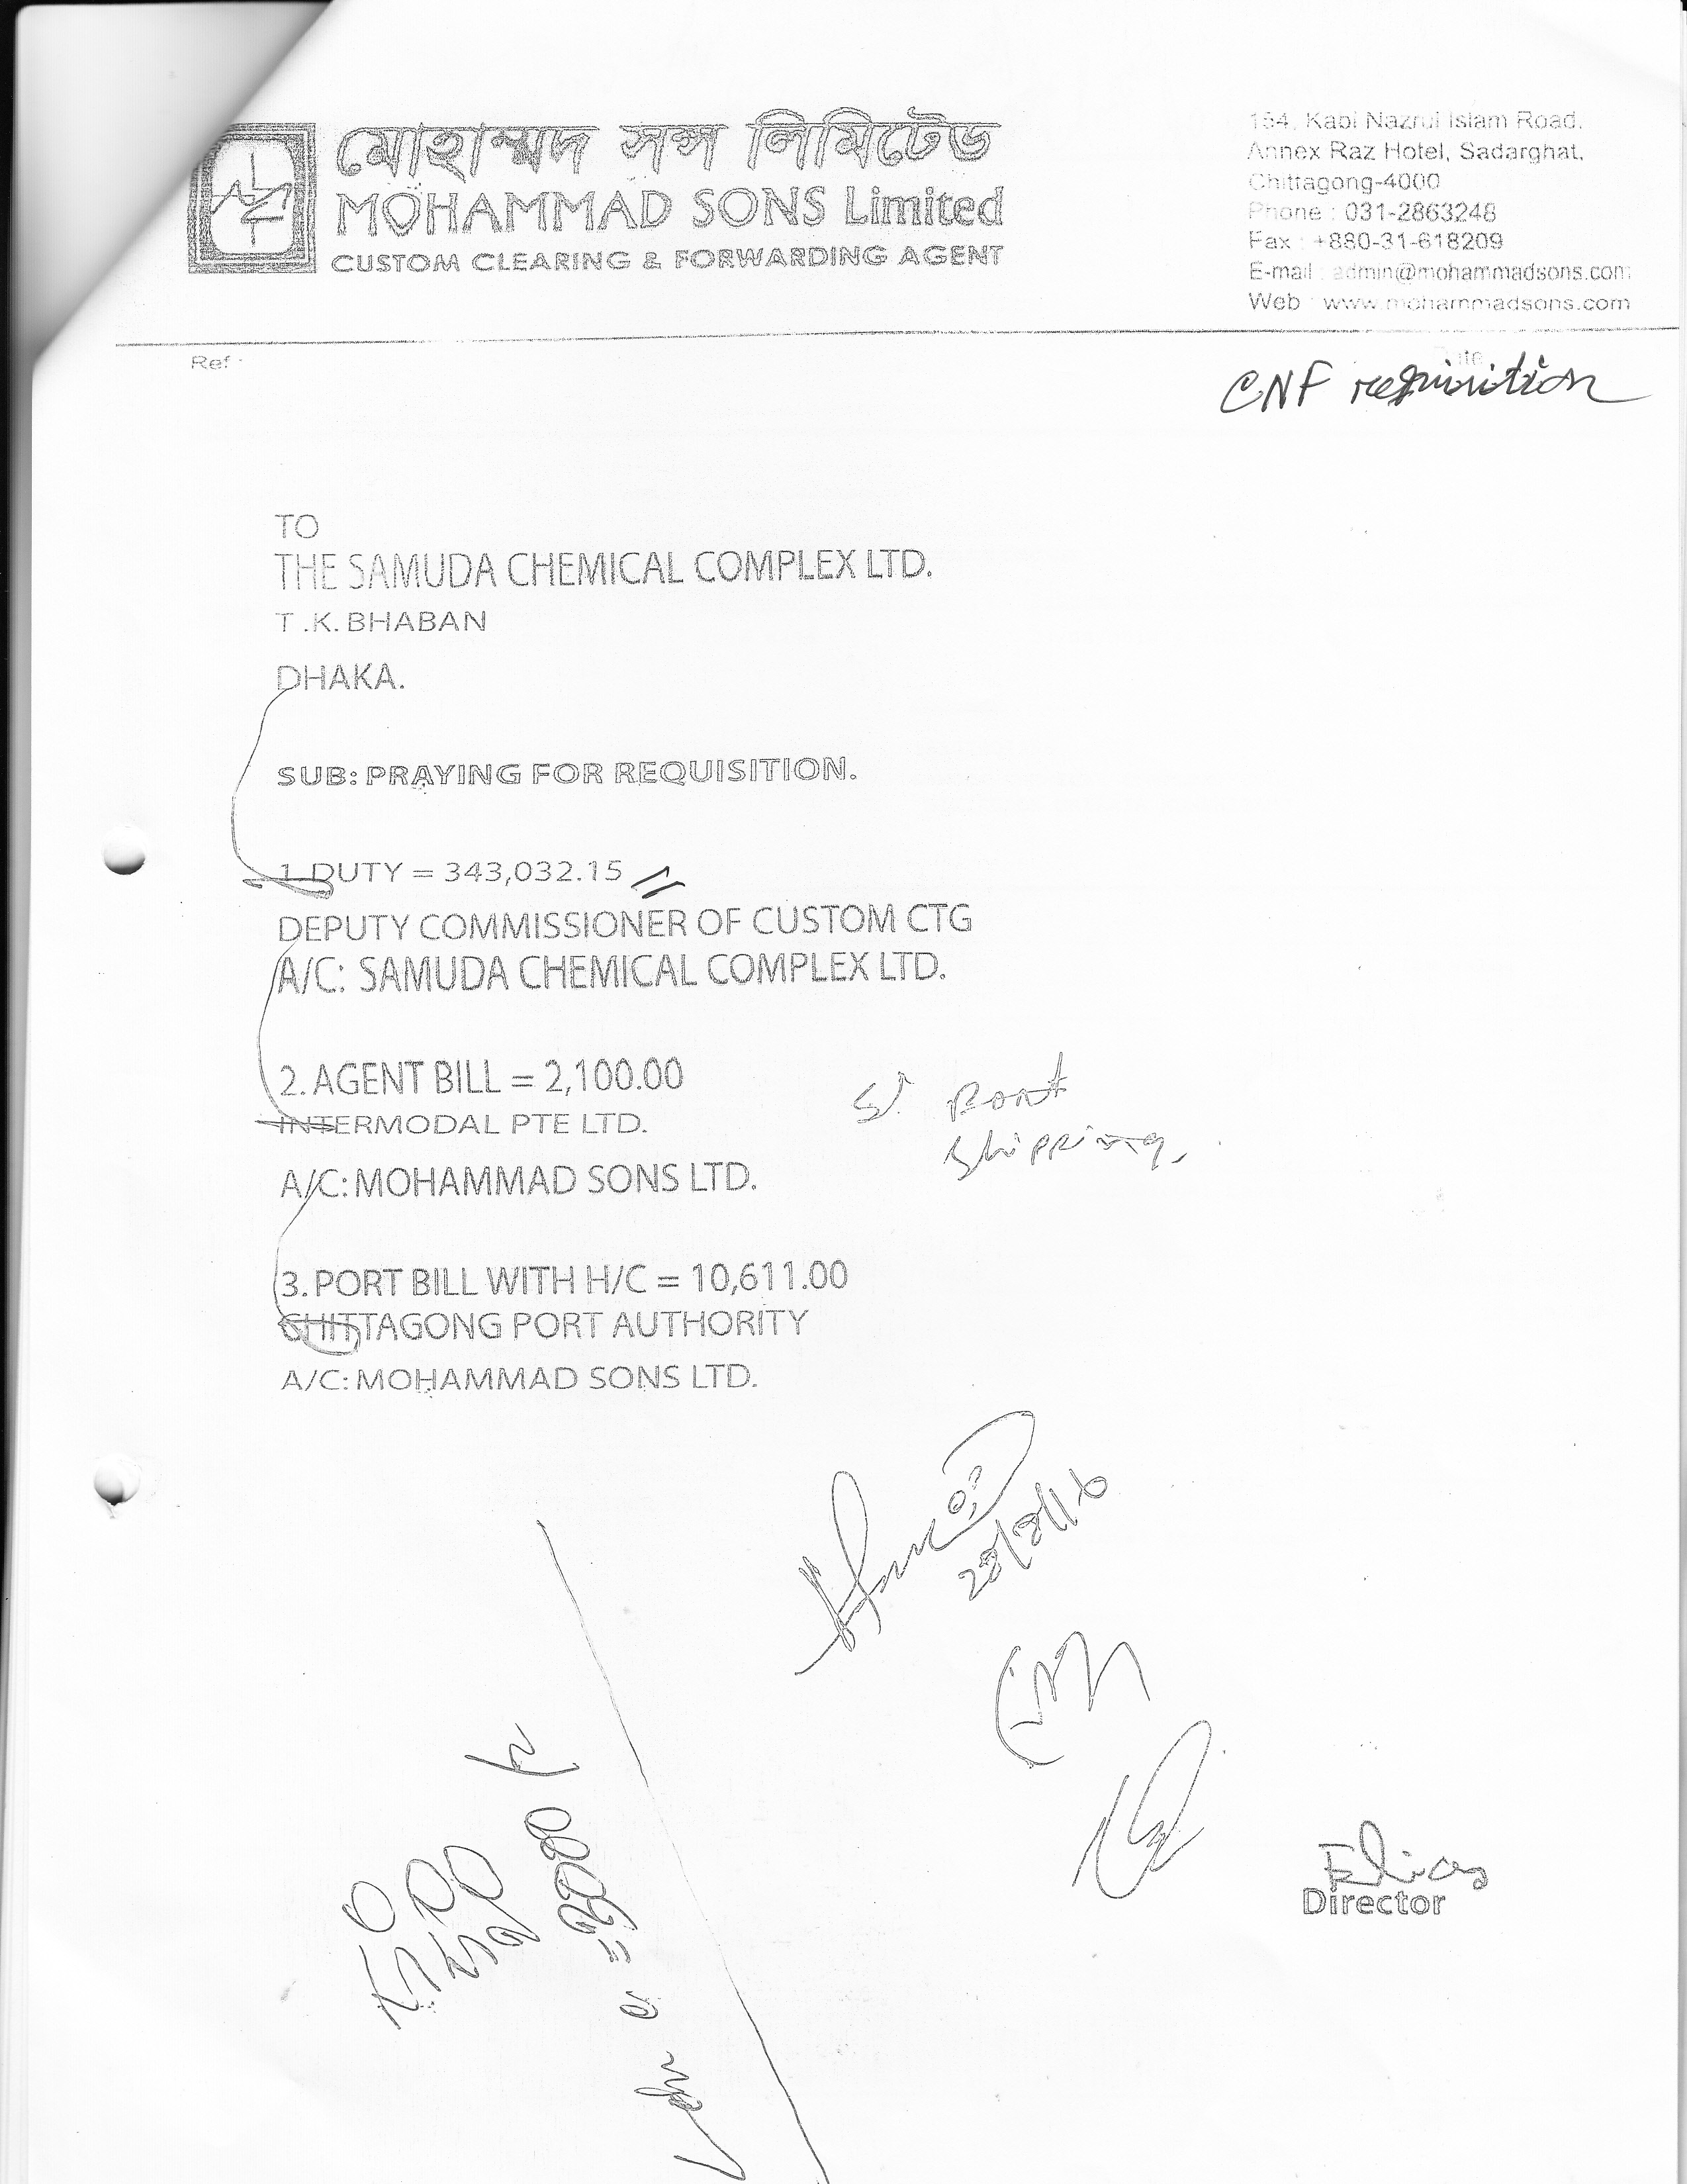 মোহাম্মদ সন্স লিমিটেড
MOHAMMAD SONS Limited
CUSTOM CLEARING & FORWARDING AGENT
154, Kabi Nazrul Islam Road,
Annex Raz Hotel, Sadarghat,
Chittagong-4000
Phone : 031-2863248
Fax : +880-31-618209
E-mail : admin@mohammadsons.com
Web : www.mohammadsons.com
Ref :
CNF requisition
TO
THE SAMUDA CHEMICAL COMPLEX LTD.
T .K. BHABAN
DHAKA.
SUB: PRAYING FOR REQUISITION.
1. DUTY = 343,032.15
DEPUTY COMMISSIONER OF CUSTOM CTG
A/C: SAMUDA CHEMICAL COMPLEX LTD.
2. AGENT BILL = 2,100.00
INTERMODAL PTE LTD.
Shipping,
A/C: MOHAMMAD SONS LTD.
3. PORT BILL WITH H/C = 10,611.00
CHITTAGONG PORT AUTHORITY
A/C: MOHAMMAD SONS LTD.
28/8/16
Elias
Director